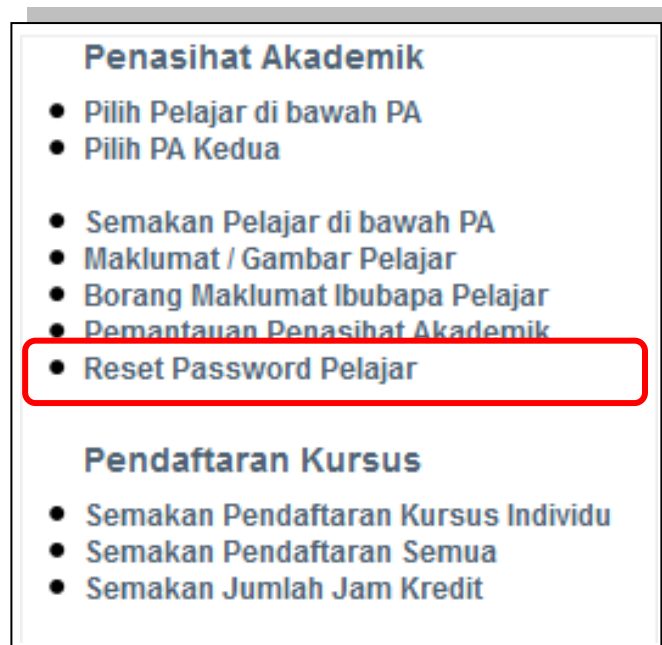 Penasihat Akademik
Pilih Pelajar di bawah PA
Pilih PA Kedua
Semakan Pelajar di bawah PA
Maklumat / Gambar Pelajar
Borang Maklumat Ibubapa Pelajar
Pemantauan Penasihat Akademik
Reset Password Pelajar
Pendaftaran Kursus
Semakan Pendaftaran Kursus Individu
Semakan Pendaftaran Semua
Semakan Jumlah Jam Kredit